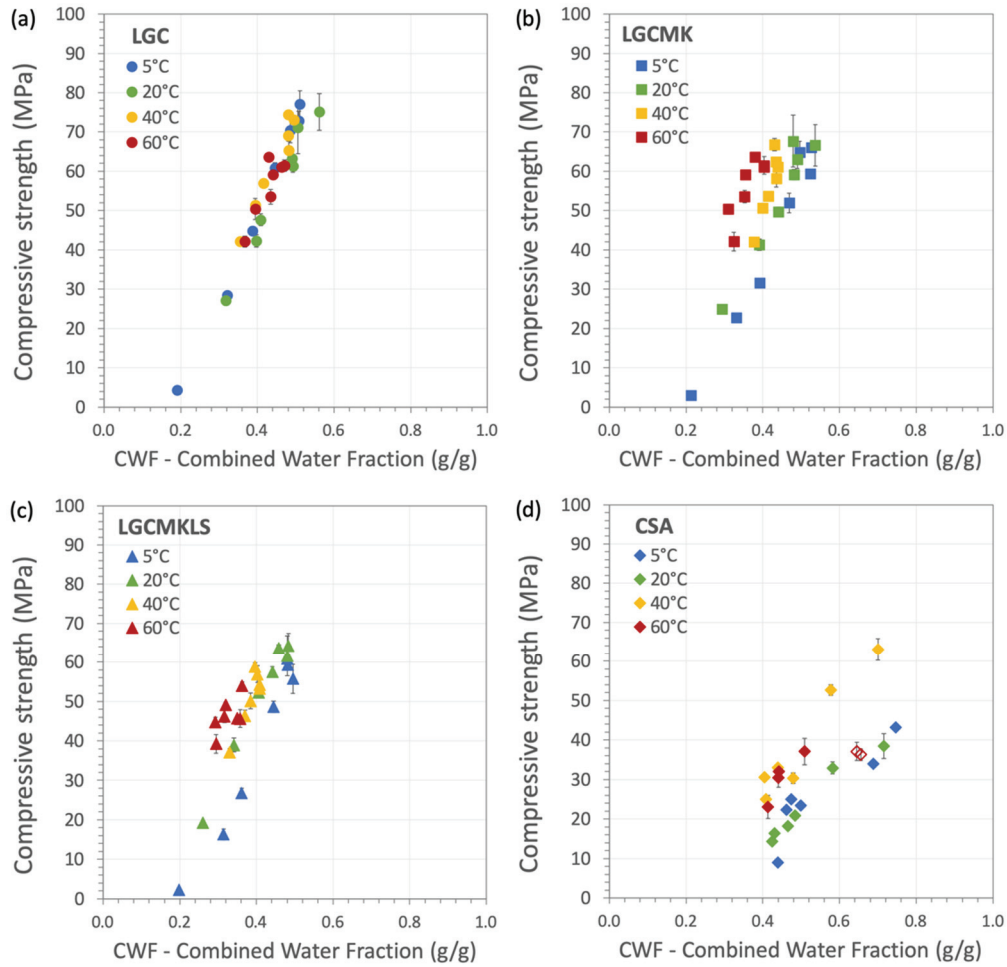 (a)
LGC
5°C
20°C
40°C
60°C
Compressive strength (MPa)
100
90
80
70
60
50
40
30
20
10
0
0.0 0.2 0.4 0.6 0.8 1.0
CWF - Combined Water Fraction (g/g)
(b)
LGCMK
5°C
20°C
40°C
60°C
Compressive strength (MPa)
100
90
80
70
60
50
40
30
20
10
0
0.0 0.2 0.4 0.6 0.8 1.0
CWF - Combined Water Fraction (g/g)
(c)
LGCMKLS
5°C
20°C
40°C
60°C
Compressive strength (MPa)
100
90
80
70
60
50
40
30
20
10
0
0.0 0.2 0.4 0.6 0.8 1.0
CWF - Combined Water Fraction (g/g)
(d)
CSA
5°C
20°C
40°C
60°C
Compressive strength (MPa)
100
90
80
70
60
50
40
30
20
10
0
0.0 0.2 0.4 0.6 0.8 1.0
CWF - Combined Water Fraction (g/g)